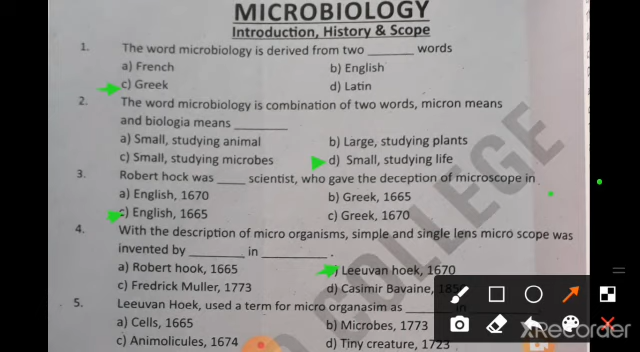 MICROBIOLOGY
Introduction, History & Scope
1. The word microbiology is derived from two ________ words
a) French b) English
c) Greek d) Latin
2. The word microbiology is combination of two words, micron means
and biologia means ________
a) Small, studying animal b) Large, studying plants
c) Small, studying microbes d) Small, studying life
3. Robert hock was ____ scientist, who gave the deception of microscope in
a) English, 1670 b) Greek, 1665
c) English, 1665 c) Greek, 1670
4. With the description of micro organisms, simple and single lens micro scope was
invented by ________ in _________ .
a) Robert hook, 1665 ) Leeuvan hoek, 1670
c) Fredrick Muller, 1773 d) Casimir Bavaine,
5. Leeuvan Hoek, used a term for micro organasim as ______ in
a) Cells, 1665 b) Microbes, 1773
c) Animolicules, 1674 d) Tiny creature, 1723
COLLEGE
XRecorder